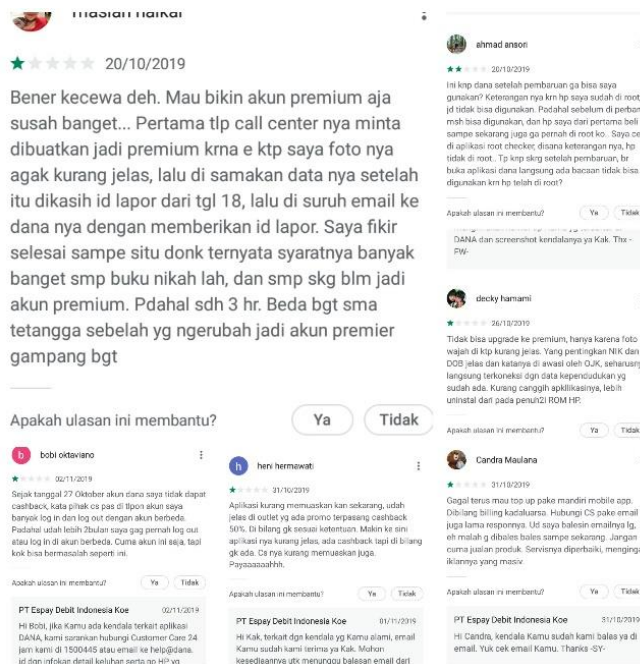 20/10/2019
Bener kecewa deh. Mau bikin akun premium aja
susah banget... Pertama tlp call center nya minta
dibuatkan jadi premium krna e ktp saya foto nya
agak kurang jelas, lalu di samakan data nya setelah
itu dikasih id lapor dari tgl 18, lalu di suruh email ke
dana nya dengan memberikan id lapor. Saya fikir
selesai sampe situ donk ternyata syaratnya banyak
banget smp buku nikah lah, dan smp skg blm jadi
akun premium. Pdahal sdh 3 hr. Beda bgt sma
tetangga sebelah yg ngerubah jadi akun premier
gampang bgt
Apakah ulasan ini membantu?
Ya
Tidak
b
bobi oktaviano
02/11/2019
Sejak tanggal 27 Oktober akun dana saya tidak dapat
cashback, kata pihak cs pas di tlpon akun saya
banyak log in dan log out dengan akun berbeda.
Padahal udah lebih 2bulan saya gag pernah log out
atau log in di akun berbeda. Cuma akun ini saja, tapi
kok bisa bermasalah seperti ini.
Apakah ulasan ini membantu?
Ya
Tidak
PT Espay Debit Indonesia Koe
02/11/2019
Hi Bobi, jika Kamu ada kendala terkait aplikasi
DANA, kami sarankan hubungi Customer Care 24
jam kami di 1500445 atau email ke help@dana.
id dgn infokan detail keluhan serta no HP yg
h
heni hermawati
31/10/2019
Aplikasi kurang memuaskan kan sekarang, udah
jelas di outlet yg ada promo terpasang cashback
50%. Di bilang gk sesuai ketentuan. Makin ke sini
aplikasi nya kurang jelas, ada cashback tapi di bilang
gk ada. Cs nya kurang memuaskan juga.
Payaaaaaahhh.
Apakah ulasan ini membantu?
Ya
Tidak
PT Espay Debit Indonesia Koe
01/11/2019
Hi Kak, terkait dgn kendala yg Kamu alami, email
Kamu sudah kami terima ya Kak. Mohon
kesediaannya utk menunggu balasan email dari
ahmad ansori
20/10/2019
Ini knp dana setelah pembaruan ga bisa saya
gunakan? Keterangan nya krn hp saya sudah di root,
jd tidak bisa digunakan. Padahal sebelum di
msh bisa digunakan, dan hp saya dari pertama beli
sampe sekarang juga ga pernah di root ko.. Saya
di aplikasi root checker, disana keterangan nya, hp
tidak di root.. Tp knp skrg setelah pembaruan, br
buka aplikasi dana langsung ada bacaan tidak bisa
digunakan krn hp telah di root?
Apakah ulasan ini membantu?
Ya
Tidak
DANA dan screenshot kendalanya ya Kak. Thx -
FW-
decky hamami
26/10/2019
Tidak bisa upgrade ke premium, hanya karena foto
wajah di ktp kurang jelas. Yang pentingkan NIK dan
DOB jelas dan katanya di awasi oleh OJK,
langsung terkoneksi dgn data kependudukan yg
sudah ada. Kurang canggih apklikasinya, lebih
uninstal dari pada penuh2i ROM HP.
Apakah ulasan ini membantu?
Ya
Tidak
Candra Maulana
31/10/2019
Gagal terus mau top up pake mandiri mobile app.
Dibilang billing kadaluarsa. Hubungi CS pake email
juga lama responnya. Ud saya balesin emailnya lg,
eh malah g dibales bales sampe sekarang. Jangan
cuma jualan produk. Servisnya diperbaiki,
iklannya yang masiv.
Apakah ulasan ini membantu?
Ya
Tidak
PT Espay Debit Indonesia Koe
31/10/2019
Hi Candra, kendala Kamu sudah kami balas ya di
email. Yuk cek email Kamu. Thanks -SY-